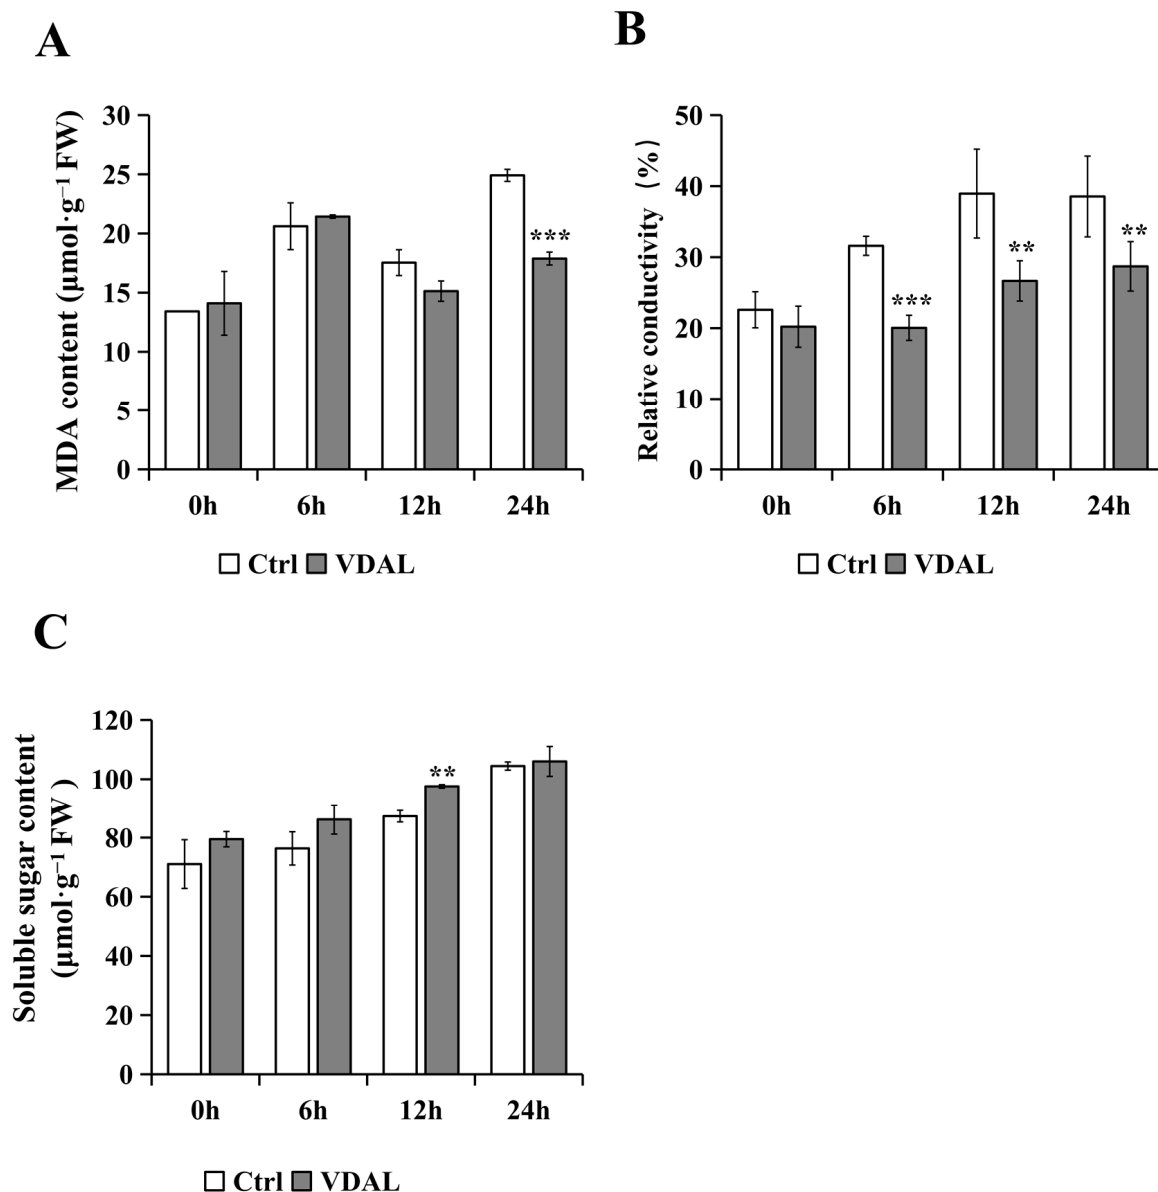 A
MDA content (μmol·g⁻¹ FW)
30
25
20
15
10
5
0
***
0h 6h 12h 24h
Ctrl VDAL
B
Relative conductivity (%)
50
40
30
20
10
0
***
**
**
0h 6h 12h 24h
Ctrl VDAL
C
Soluble sugar content
(μmol·g⁻¹ FW )
120
100
80
60
40
20
0
**
0h 6h 12h 24h
Ctrl VDAL